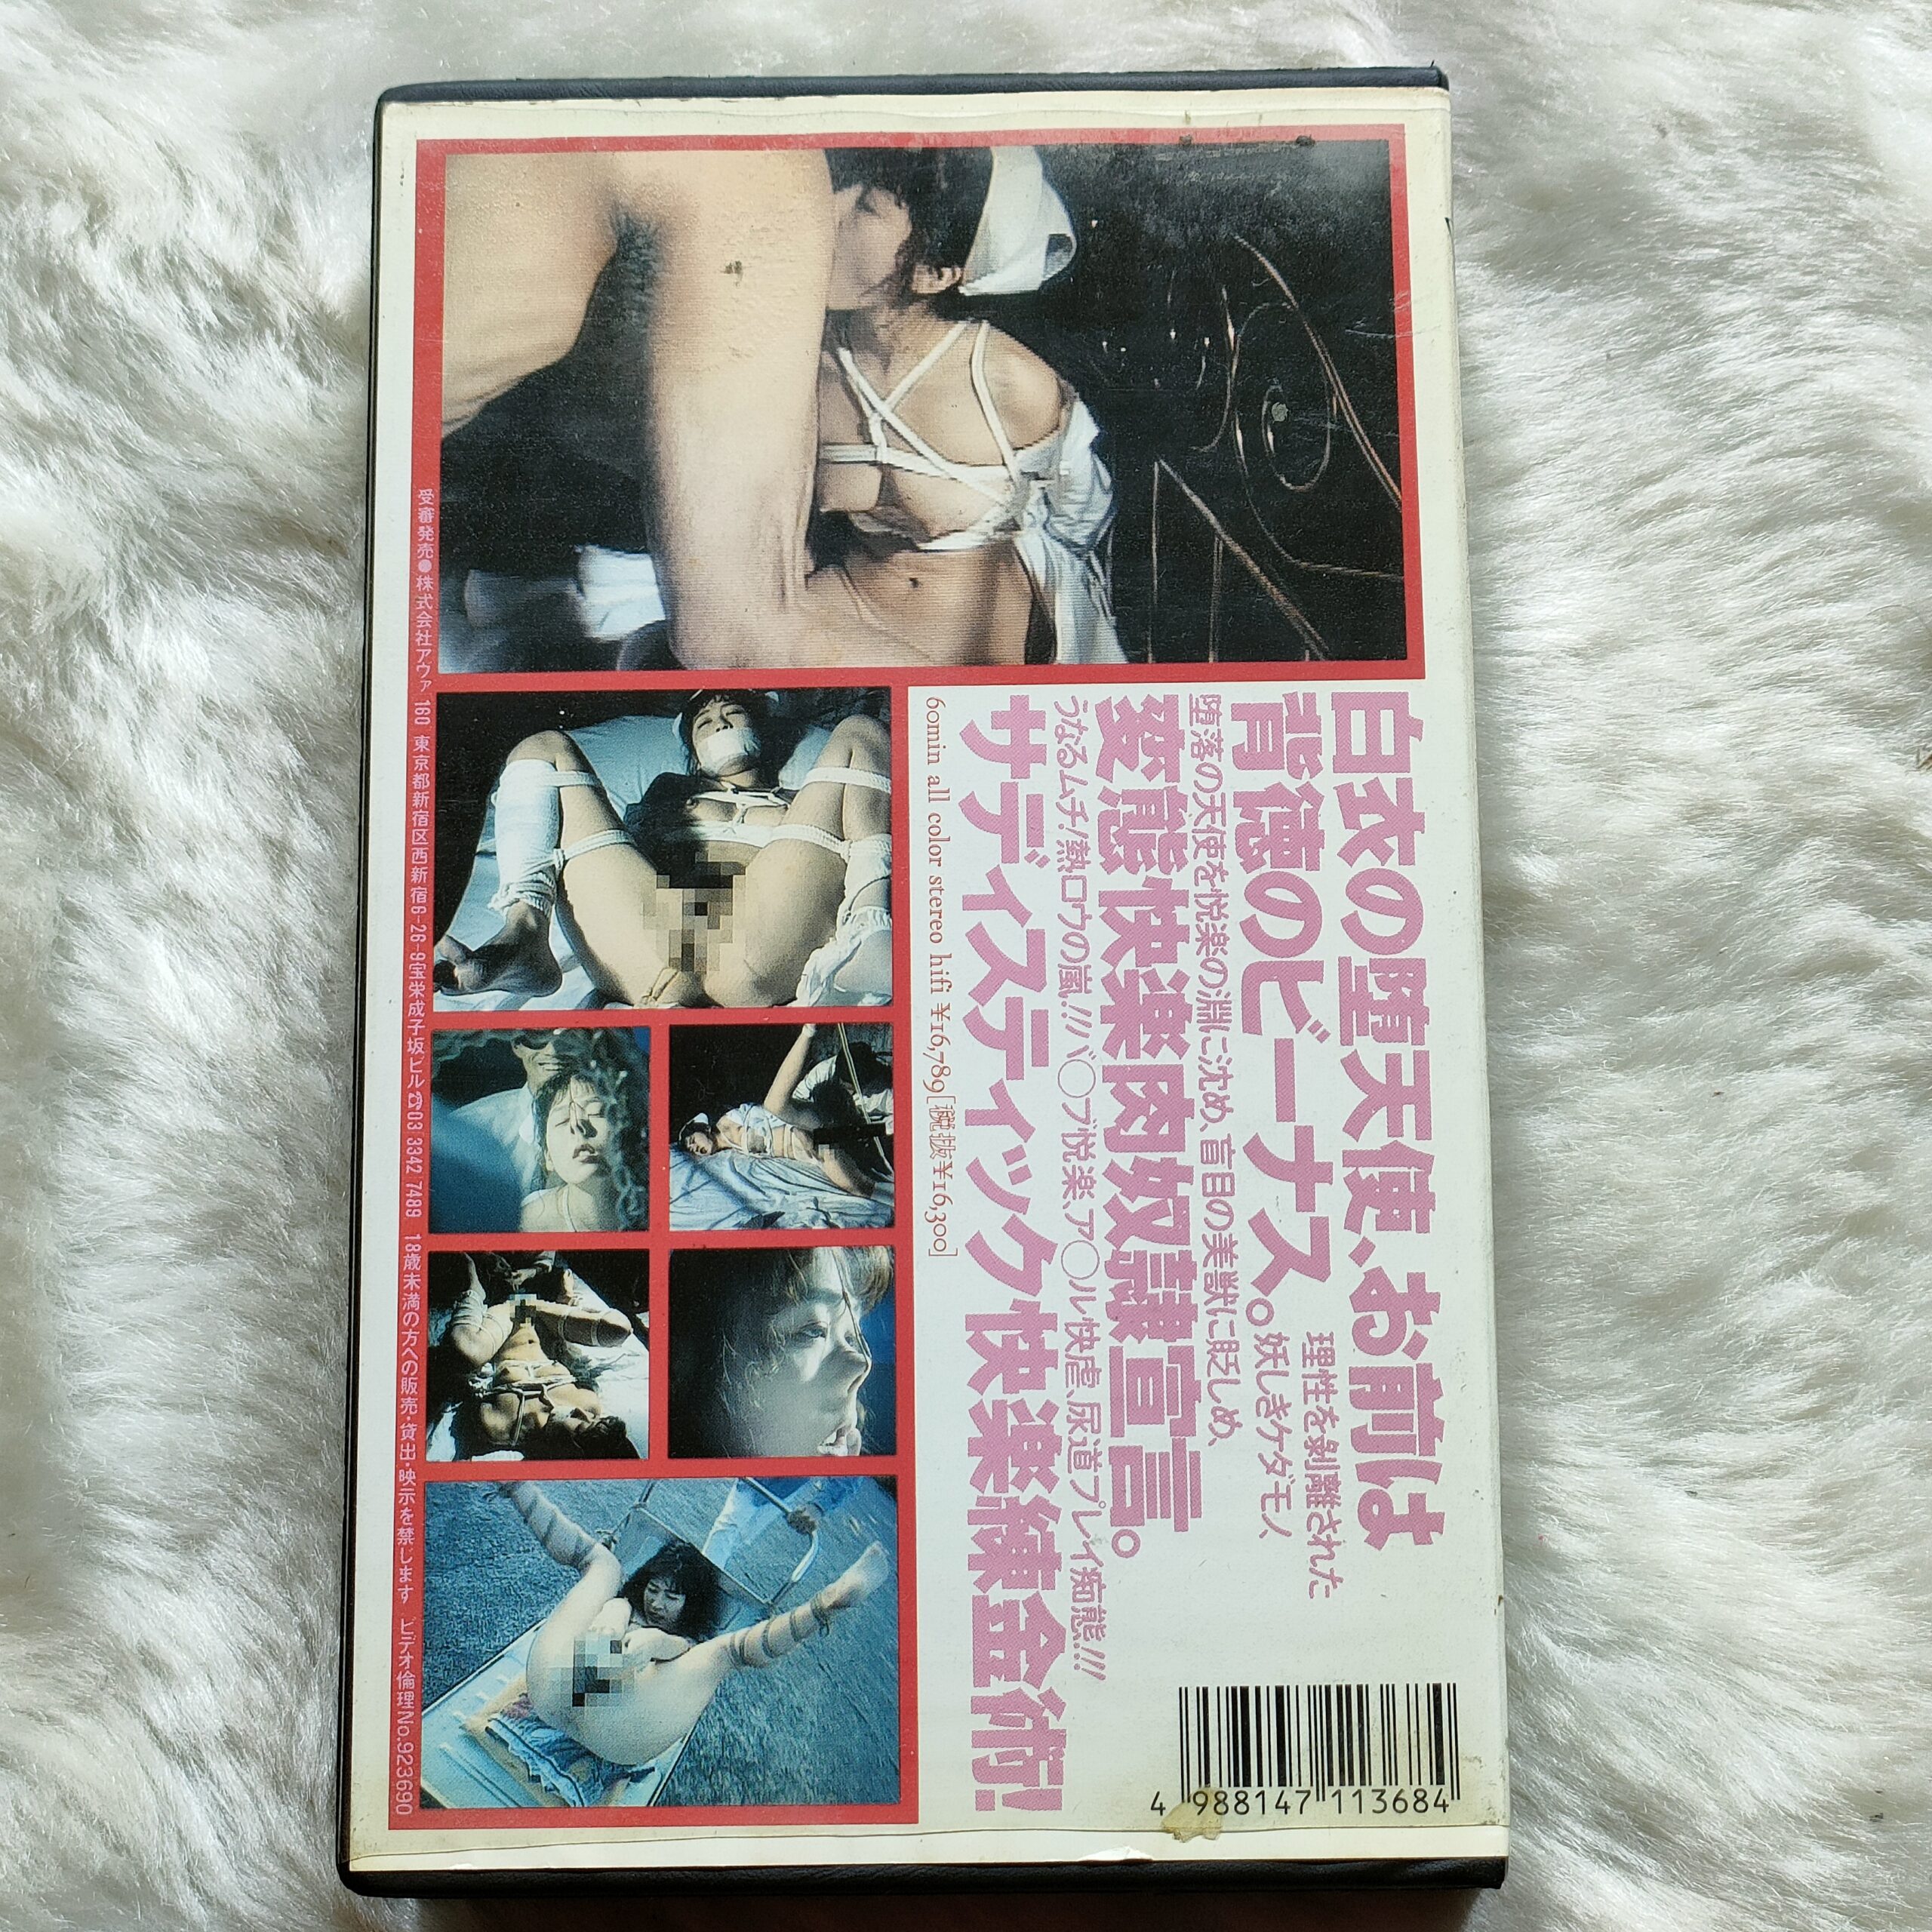 白衣の堕天使、お前は
理性を剥離された
背徳のビーナス。妖しきケダモノ、
堕落の天使を悦楽の淵に沈め、盲目の美獣に貶しめ、
変態快楽肉奴隷宣言。
うなるムチ!熱ロウの嵐!!バ○ブ悦楽、ア○ル快虐、尿道プレイ痴態!!!
サディスティック快楽錬金術!
60min all color stereo hifi ¥16,789[税抜¥16,300]
受審発売●株式会社アヴァ 160 東京都新宿区西新宿6-26-9宝栄成子坂ビル ☎03 3342 7489 18歳未満の方への販売・貸出・映示を禁じます ビデオ倫理No.923690
4 988147 113684